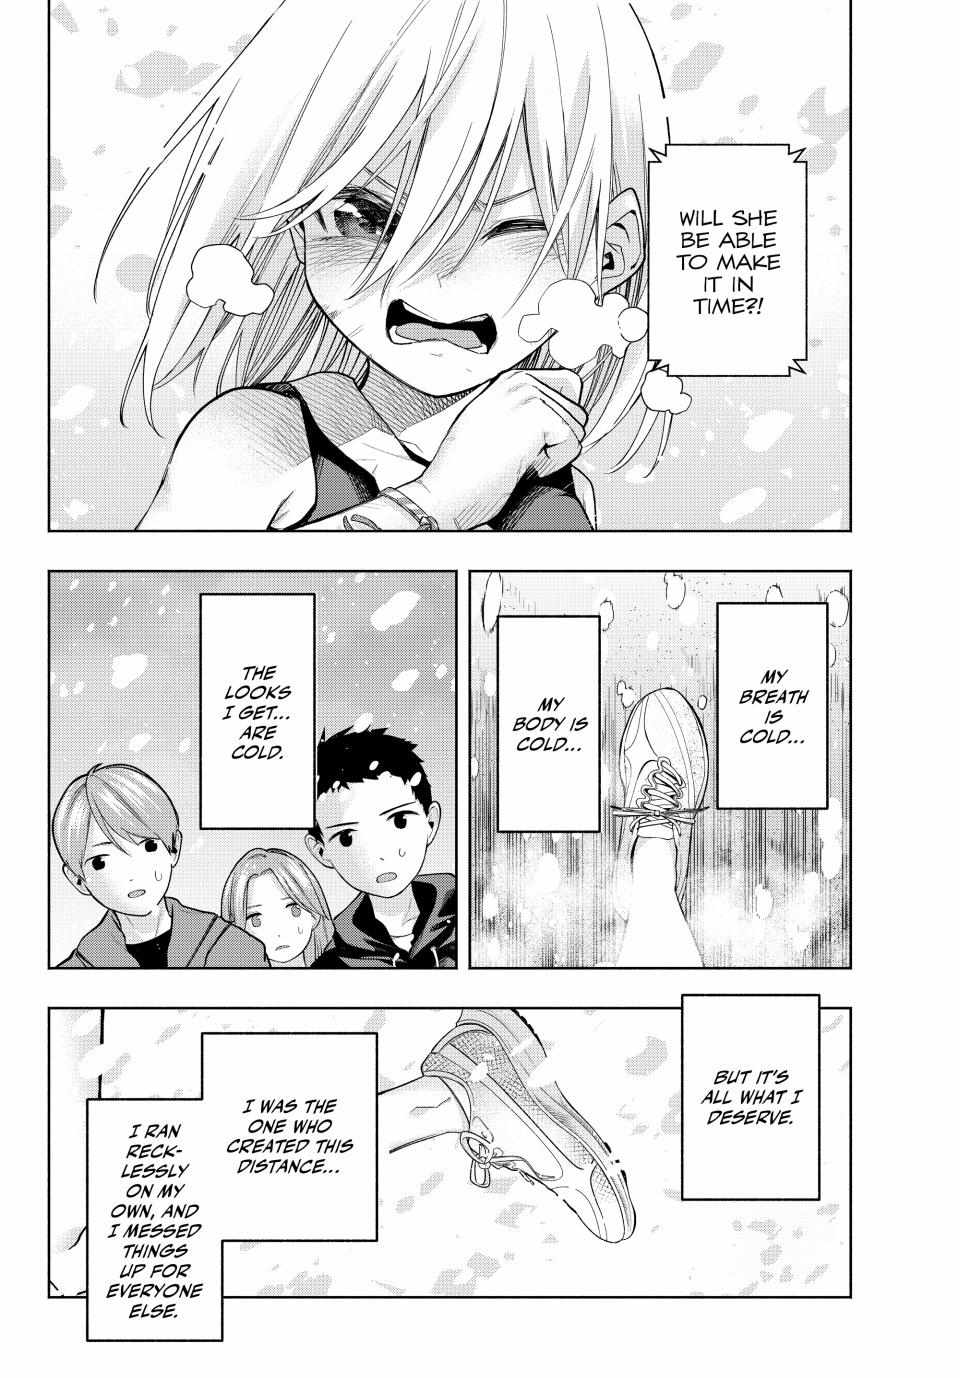 WILL SHE
BE ABLE
TO MAKE
IT IN
TIME?!
MY
BREATH
IS
COLD...
MY
BODY IS
COLD...
THE
LOOKS
I GET...
ARE
COLD.
BUT IT'S
ALL WHAT I
DESERVE.
I WAS THE
ONE WHO
CREATED THIS
DISTANCE...
I RAN
RECK-
LESSLY
ON MY
OWN, AND
I MESSED
THINGS
UP FOR
EVERYONE
ELSE.